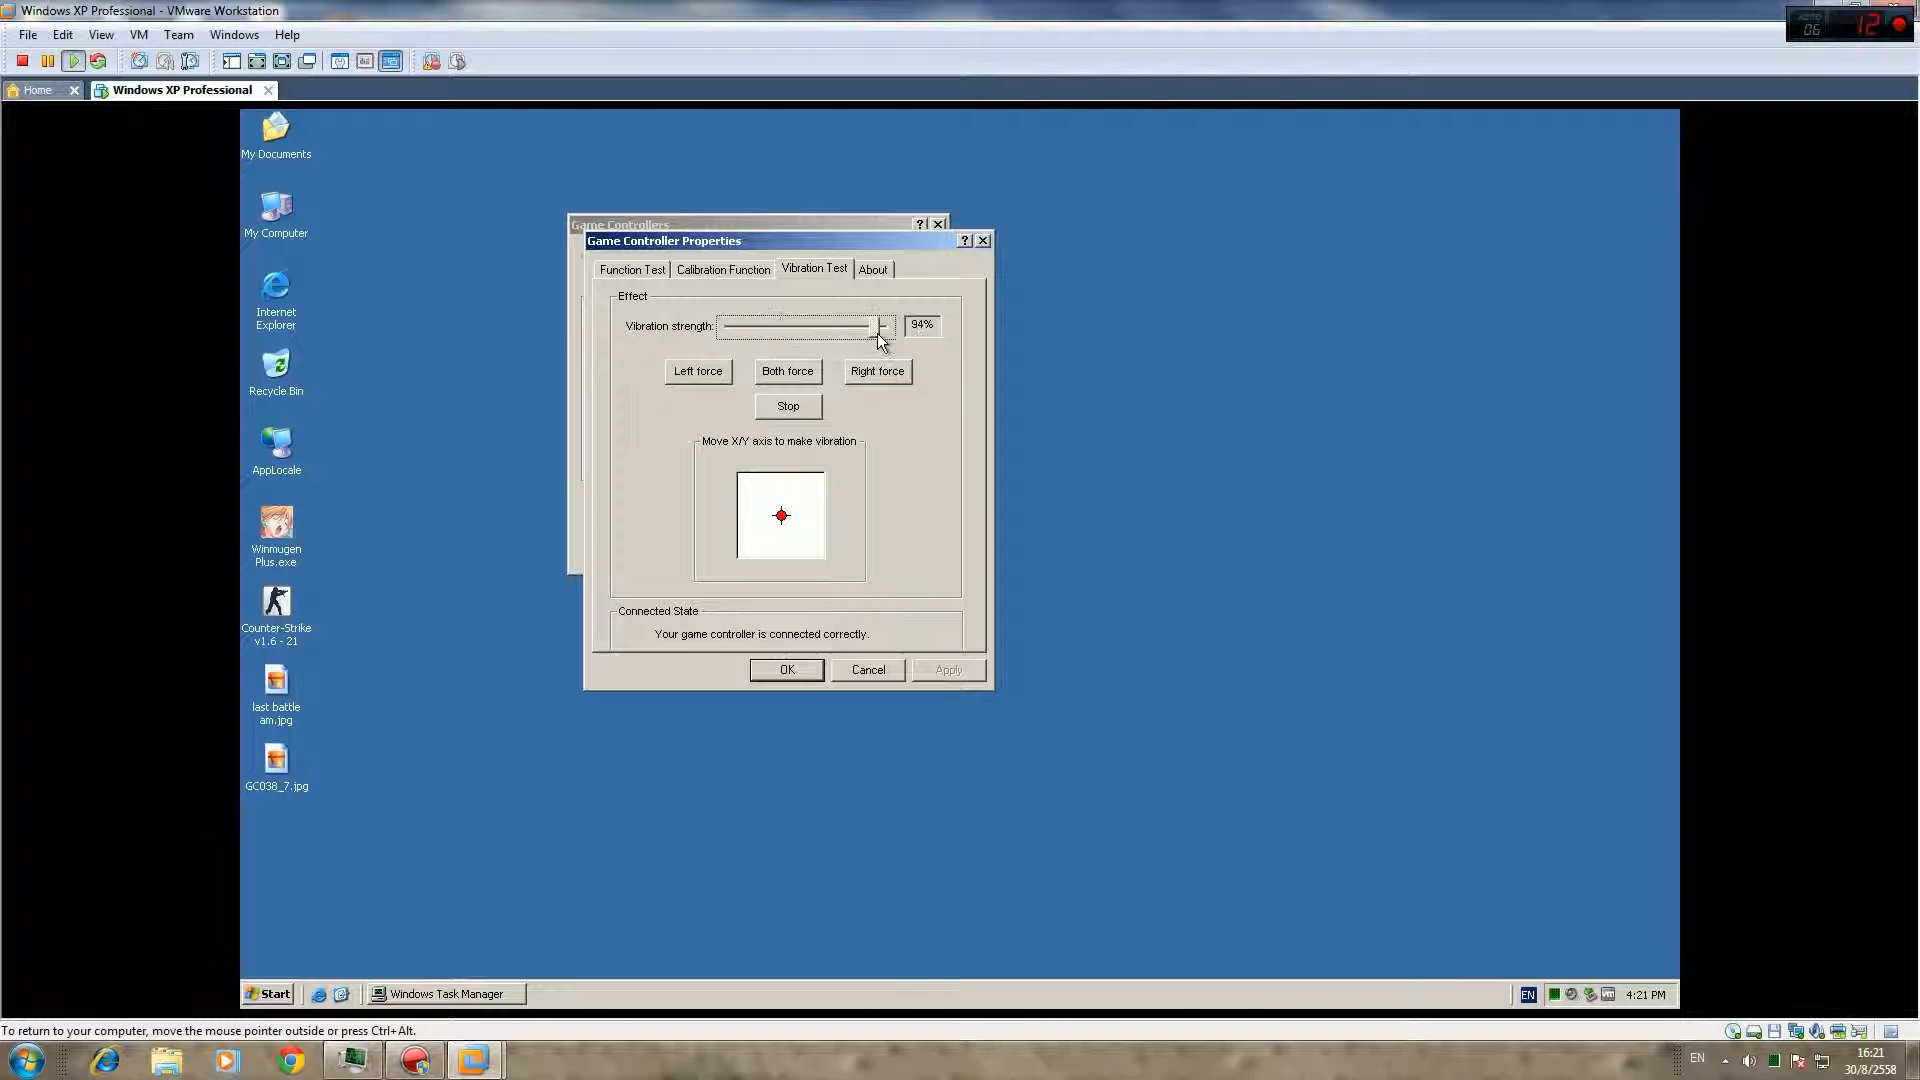 Windows XP Professional - VMware Workstation
File Edit View VM Team Windows Help
06 12
Home Windows XP Professional
My Documents
My Computer
Internet
Explorer
Recycle Bin
AppLocale
Winmugen
Plus.exe
Counter-Strike
v1.6 - 21
last battle
am.jpg
GC038_7.jpg
Game Controllers
Game Controller Properties
Function Test Calibration Function Vibration Test About
Effect
Vibration strength: 94%
Left force Both force Right force
Stop
Move X/Y axis to make vibration
Connected State
Your game controller is connected correctly.
OK Cancel Apply
Start Windows Task Manager EN 4:21 PM
To return to your computer, move the mouse pointer outside or press Ctrl+Alt.
EN 16:21
30/8/2558